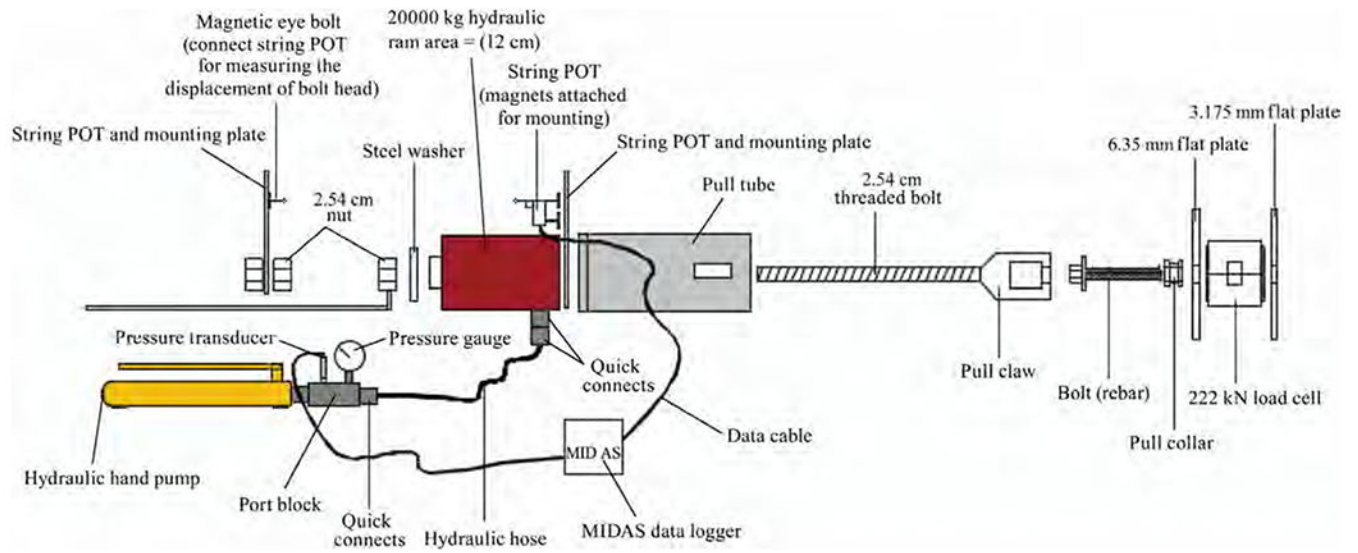 Magnetic eye bolt
(connect string POT
for measuring the
displacement of bolt head)
20000 kg hydraulic
ram area = (12 cm)
String POT
(magnets attached
for mounting)
String POT and mounting plate
Steel washer
String POT and mounting plate
3.175 mm flat plate
6.35 mm flat plate
2.54 cm
nut
Pull tube
2.54 cm
threaded bolt
Pressure transducer
Pressure gauge
Quick
connects
Pull claw
Bolt (rebar)
222 kN load cell
Pull collar
Data cable
MID AS
Hydraulic hand pump
Port block
Quick
connects
Hydraulic hose
MIDAS data logger